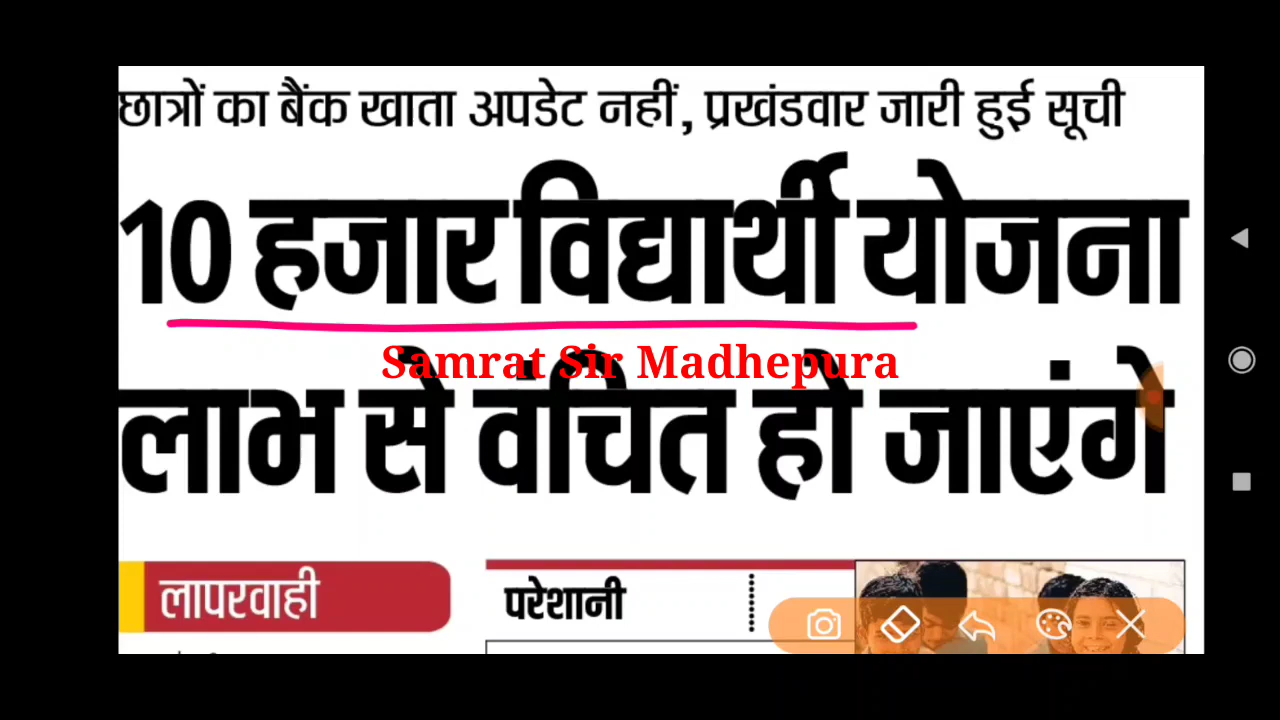 छात्रों का बैंक खाता अपडेट नहीं, प्रखंडवार जारी हुई सूची
10 हजार विद्यार्थी योजना
Samrat Sir Madhepura
लाभ से वंचित हो जाएंगे
लापरवाही
परेशानी